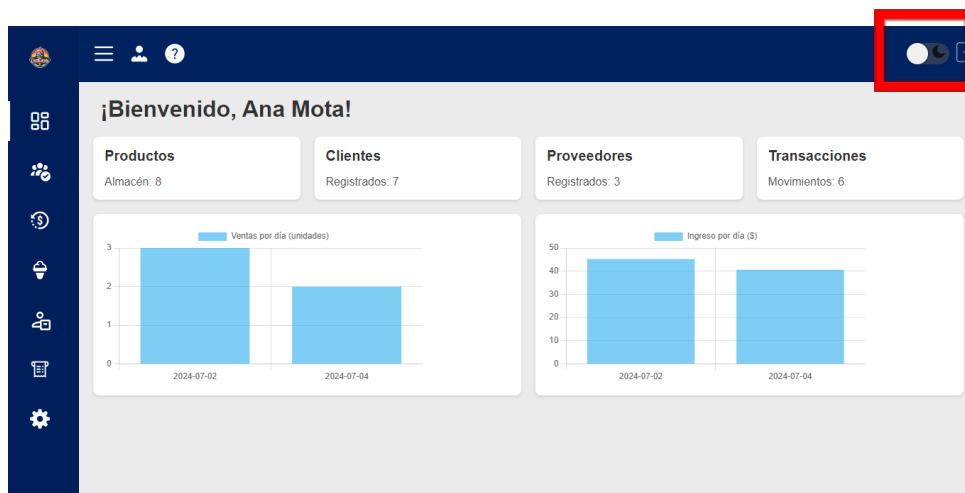 ?
¡Bienvenido, Ana Mota!
Productos
Almacén: 8
Clientes
Registrados: 7
Proveedores
Registrados: 3
Transacciones
Movimientos: 6
Ventas por día (unidades)
3
2
1
0
2024-07-02
2024-07-04
Ingreso por día ($)
50
40
30
20
10
0
2024-07-02
2024-07-04